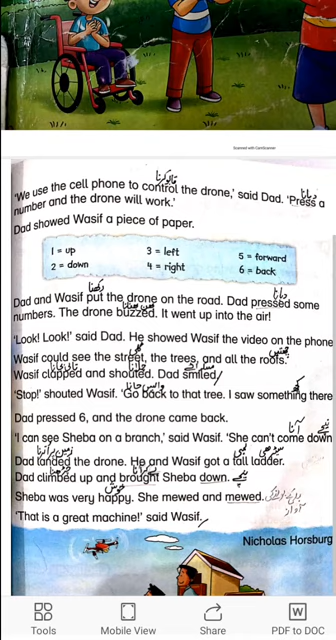 Scanned with CamScanner
'We use the cell phone to control the drone,' said Dad. 'Press a
number and the drone will work.'
Dad showed Wasif a piece of paper.
1 = up 3 = left 5 = forward
2 = down 4 = right 6 = back
Dad and Wasif put the drone on the road. Dad pressed some
numbers. The drone buzzed. It went up into the air!
'Look! Look!' said Dad. He showed Wasif the video on the phone
Wasif could see the street, the trees, and all the roofs.
Wasif clapped and shouted. Dad smiled
'Stop!' shouted Wasif. 'Go back to that tree. I saw something there
Dad pressed 6, and the drone came back.
'I can see Sheba on a branch,' said Wasif. 'She can't come down
Dad landed the drone. He and Wasif got a tall ladder.
Dad climbed up and brought Sheba down.
Sheba was very happy. She mewed and mewed.
'That is a great machine!' said Wasif.
Nicholas Horsburg
Tools Mobile View Share PDF to DOC